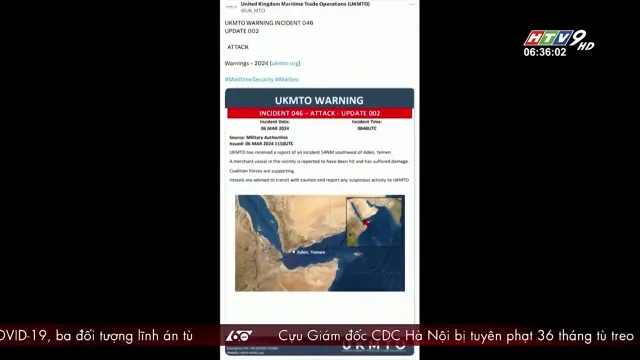 United Kingdom Maritime Trade Operations (UKMTO)
@UK_MTO
UKMTO WARNING INCIDENT 046
UPDATE 002
ATTACK
Warnings - 2024 (ukmto.org)
#MaritimeSecurity #MarSec
HTV9 HD
06:36:02
UKMTO WARNING
INCIDENT 046 – ATTACK - UPDATE 002
Incident Date: Incident Time:
06 MAR 2024 0840UTC
Source: Military Authorities
Issued: 06 MAR 2024 1150UTC
UKMTO has received a report of an incident 54NM southwest of Aden, Yemen.
A merchant vessel in the vicinity is reported to have been hit and has suffered damage.
Coalition Forces are supporting.
Vessels are advised to transit with caution and report any suspicious activity to UKMTO.
Aden, Yemen
OVID-19, ba đối tượng lĩnh án tù 60 Cựu Giám đốc CDC Hà Nội bị tuyên phạt 36 tháng tù treo
UKMTO